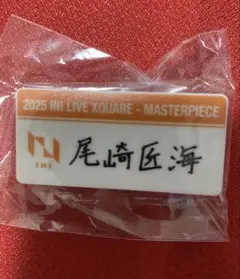 2025 INI LIVE XQUARE - MASTERPIECE
INI
尾崎匠海